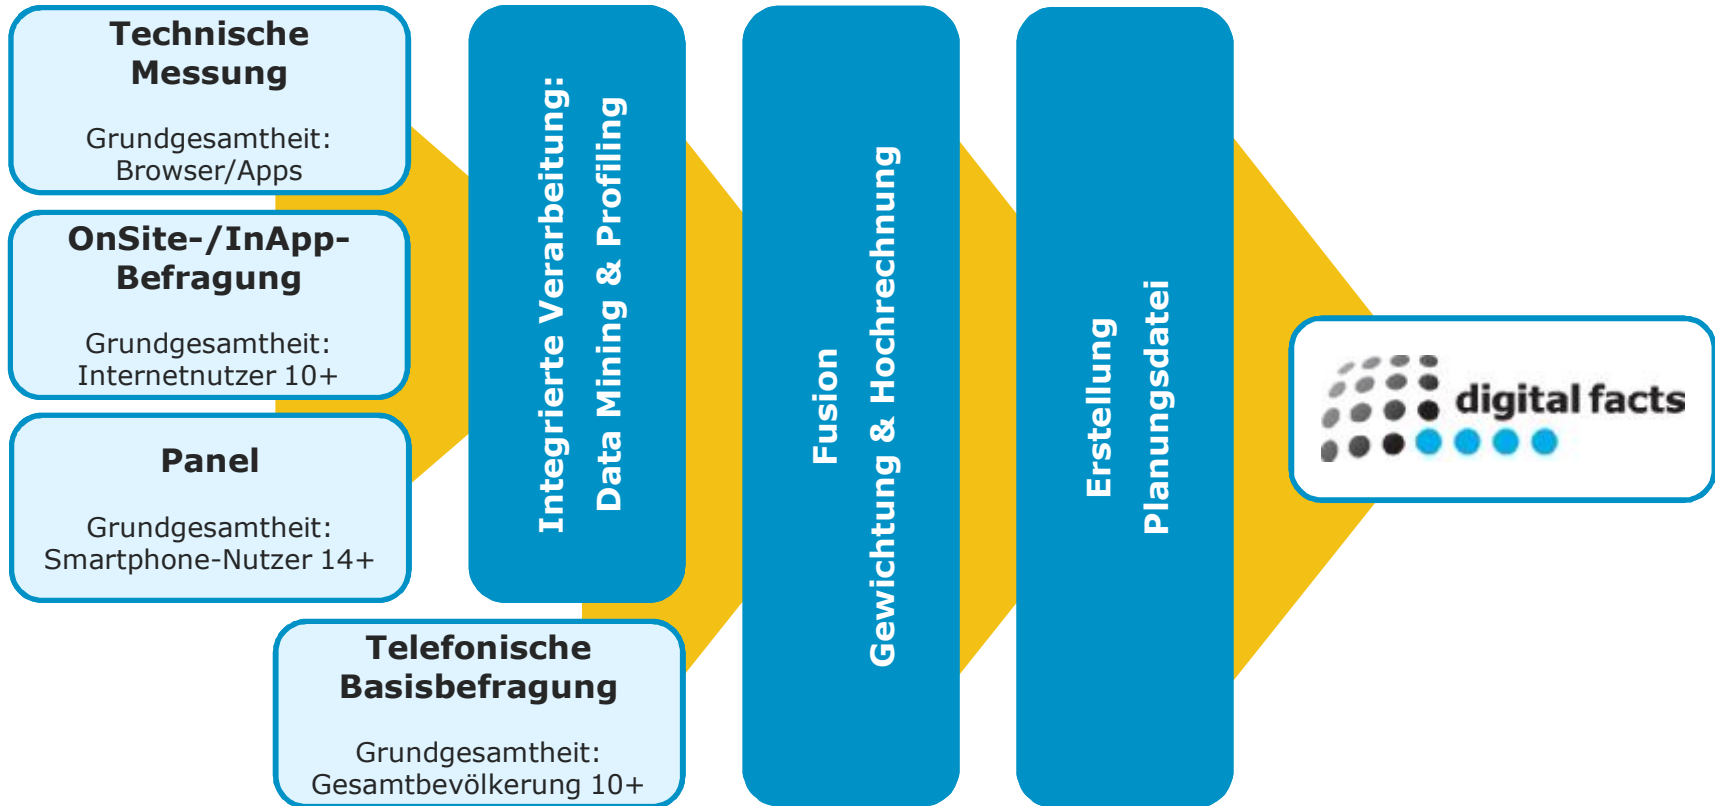 Technische
Messung
Grundgesamtheit:
Browser/Apps
OnSite-/InApp-
Befragung
Grundgesamtheit:
Internetnutzer 10+
Panel
Grundgesamtheit:
Smartphone-Nutzer 14+
Telefonische
Basisbefragung
Grundgesamtheit:
Gesamtbevölkerung 10+
Integrierte Verarbeitung:
Data Mining & Profiling
Fusion
Gewichtung & Hochrechnung
Erstellung
Planungsdatei
digital facts